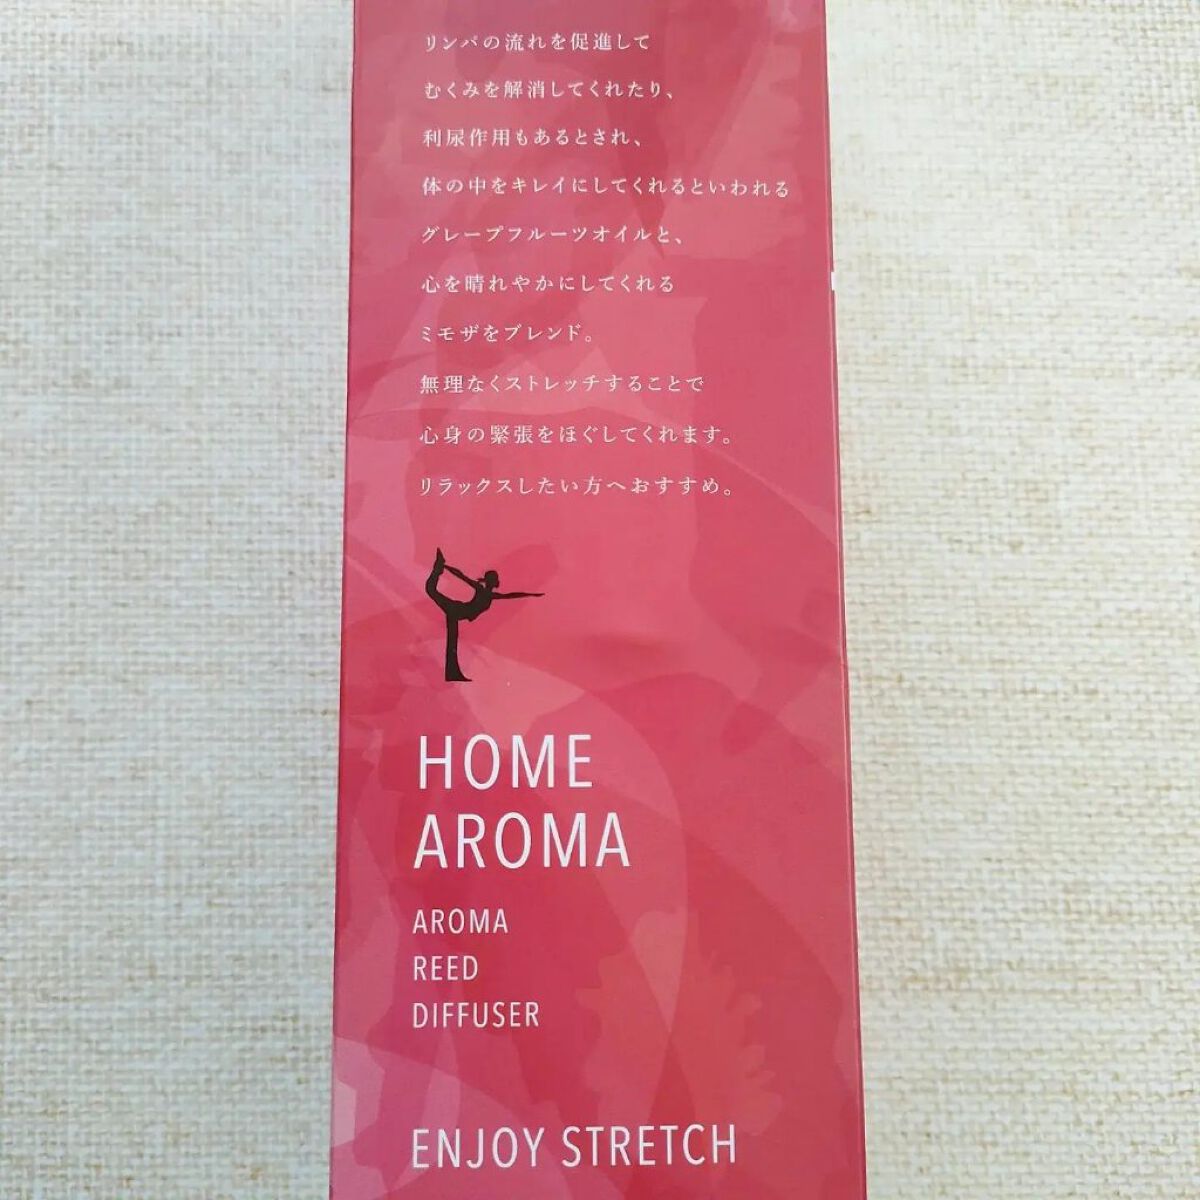 リンパの流れを促進して
むくみを解消してくれたり、
利尿作用もあるとされ、
体の中をキレイにしてくれるといわれる
グレープフルーツオイルと、
心を晴れやかにしてくれる
ミモザをブレンド。
無理なくストレッチすることで
心身の緊張をほぐしてくれます。
リラックスしたい方へおすすめ。
HOME
AROMA
AROMA
REED
DIFFUSER
ENJOY STRETCH